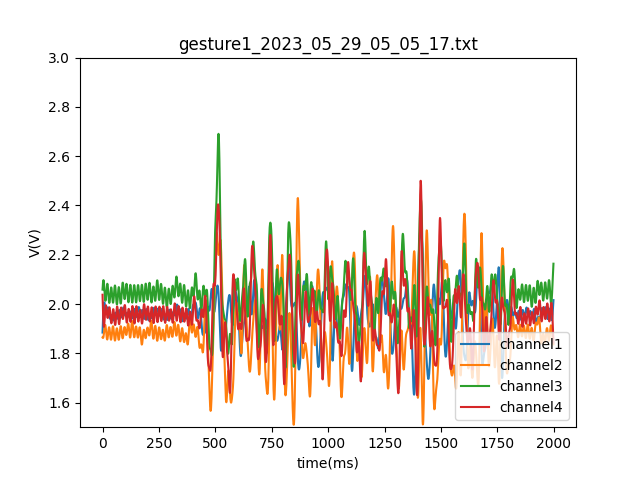 gesture1_2023_05_29_05_05_17.txt
3.0
2.8
2.6
2.4
2.2
2.0
1.8
1.6
V(V)
0 250 500 750 1000 1250 1500 1750 2000
time(ms)
channel1
channel2
channel3
channel4